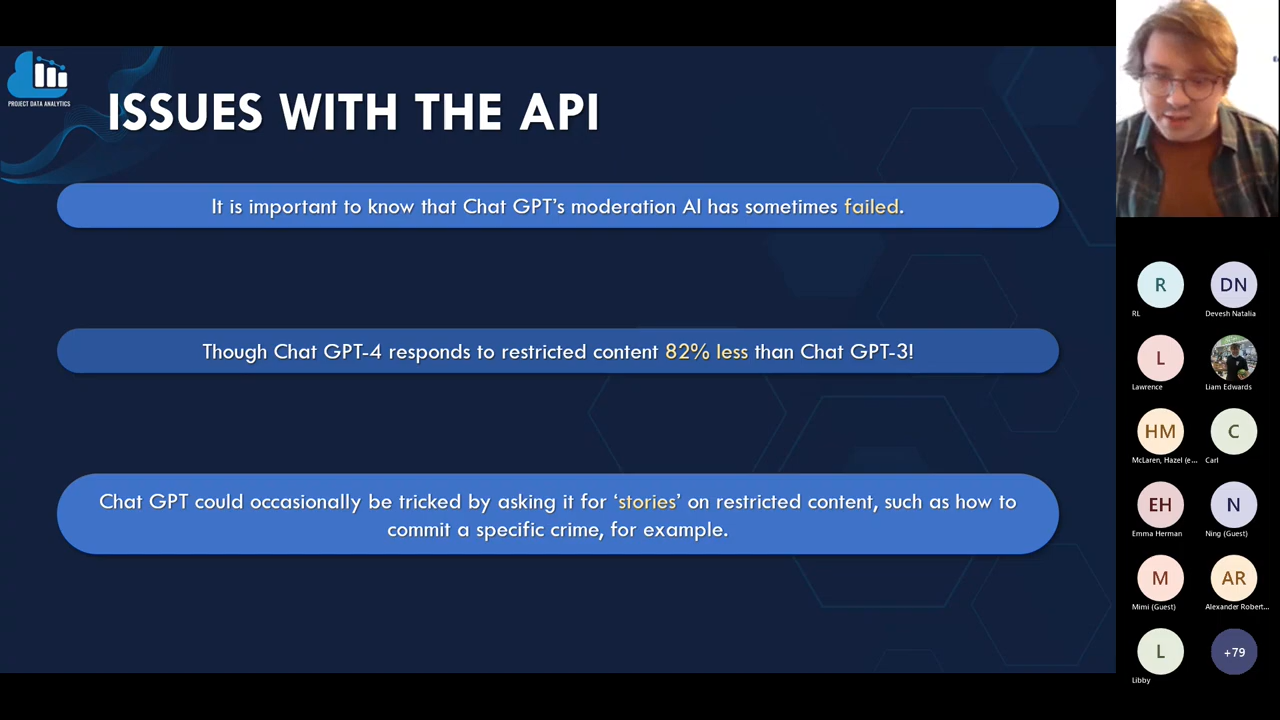 PROJECT DATA ANALYTICS
ISSUES WITH THE API
It is important to know that Chat GPT's moderation AI has sometimes failed.
Though Chat GPT-4 responds to restricted content 82% less than Chat GPT-3!
Chat GPT could occasionally be tricked by asking it for ‘stories’ on restricted content, such as how to
commit a specific crime, for example.
R
DN
RL
Devesh Natalia
L
Lawrence
Liam Edwards
HM
C
McLaren, Hazel (e...
Carl
EH
N
Emma Herman
Ning (Guest)
M
AR
Mimi (Guest)
Alexander Robert...
L
+79
Libby